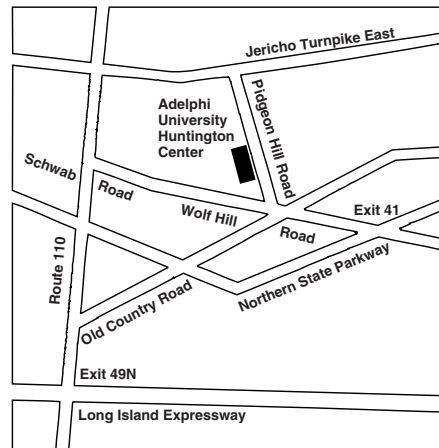 Jericho Turnpike East
Adelphi
University
Huntington
Center
Pidgeon Hill Road
Schwab
Road
Wolf Hill
Road
Exit 41
Route 110
Northern State Parkway
Old Country Road
Exit 49N
Long Island Expressway